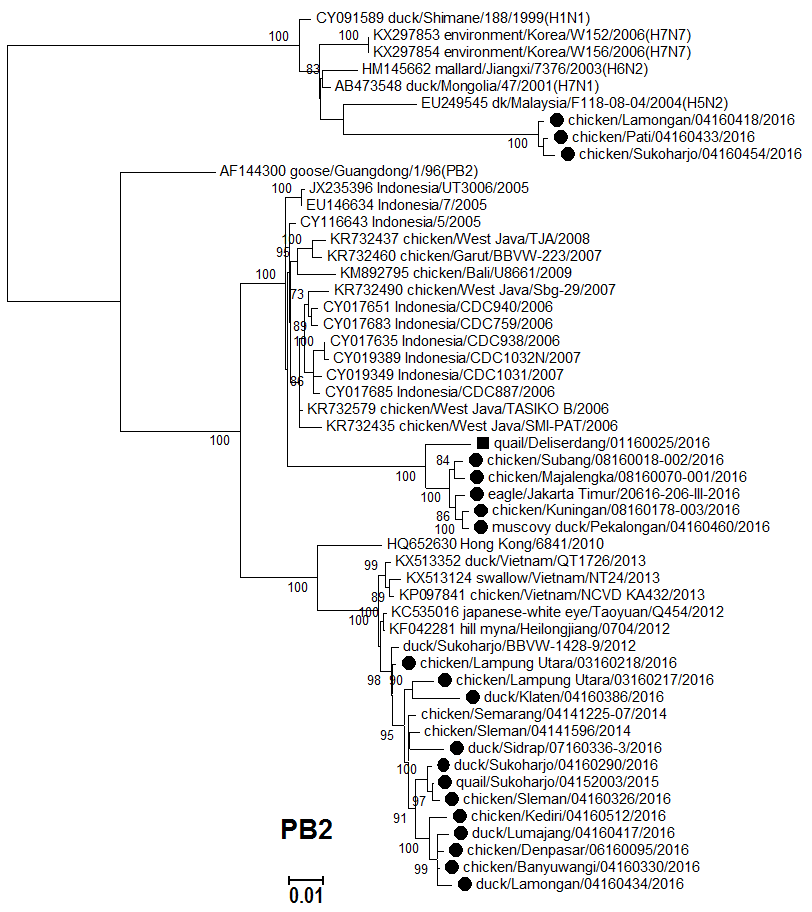 CY091589 duck/Shimane/188/1999(H1N1)
100
100
KX297853 environment/Korea/W152/2006(H7N7)
KX297854 environment/Korea/W156/2006(H7N7)
83
HM145662 mallard/Jiangxi/7376/2003(H6N2)
AB473548 duck/Mongolia/47/2001(H7N1)
EU249545 dk/Malaysia/F118-08-04/2004(H5N2)
chicken/Lamongan/04160418/2016
100
chicken/Pati/04160433/2016
chicken/Sukoharjo/04160454/2016
AF144300 goose/Guangdong/1/96(PB2)
100
JX235396 Indonesia/UT3006/2005
EU146634 Indonesia/7/2005
CY116643 Indonesia/5/2005
100
KR732437 chicken/West Java/TJA/2008
95
KR732460 chicken/Garut/BBVW-223/2007
100
KM892795 chicken/Bali/U8661/2009
73
KR732490 chicken/West Java/Sbg-29/2007
CY017651 Indonesia/CDC940/2006
89
CY017683 Indonesia/CDC759/2006
100
CY017635 Indonesia/CDC938/2006
CY019389 Indonesia/CDC1032N/2007
CY019349 Indonesia/CDC1031/2007
86
CY017685 Indonesia/CDC887/2006
KR732579 chicken/West Java/TASIKO B/2006
KR732435 chicken/West Java/SMI-PAT/2006
100
quail/Deliserdang/01160025/2016
84
chicken/Subang/08160018-002/2016
100
chicken/Majalengka/08160070-001/2016
100
eagle/Jakarta Timur/20616-206-III-2016
86
chicken/Kuningan/08160178-003/2016
100
muscovy duck/Pekalongan/04160460/2016
HQ652630 Hong Kong/6841/2010
99
KX513352 duck/Vietnam/QT1726/2013
100
KX513124 swallow/Vietnam/NT24/2013
89
KP097841 chicken/Vietnam/NCVD KA432/2013
100
KC535016 japanese-white eye/Taoyuan/Q454/2012
100
KF042281 hill myna/Heilongjiang/0704/2012
duck/Sukoharjo/BBVW-1428-9/2012
chicken/Lampung Utara/03160218/2016
98
90
chicken/Lampung Utara/03160217/2016
duck/Klaten/04160386/2016
chicken/Semarang/04141225-07/2014
95
chicken/Sleman/04141596/2014
duck/Sidrap/07160336-3/2016
100
duck/Sukoharjo/04160290/2016
quail/Sukoharjo/04152003/2015
97
chicken/Sleman/04160326/2016
91
chicken/Kediri/04160512/2016
PB2
duck/Lumajang/04160417/2016
100
chicken/Denpasar/06160095/2016
99
chicken/Banyuwangi/04160330/2016
duck/Lamongan/04160434/2016
0.01